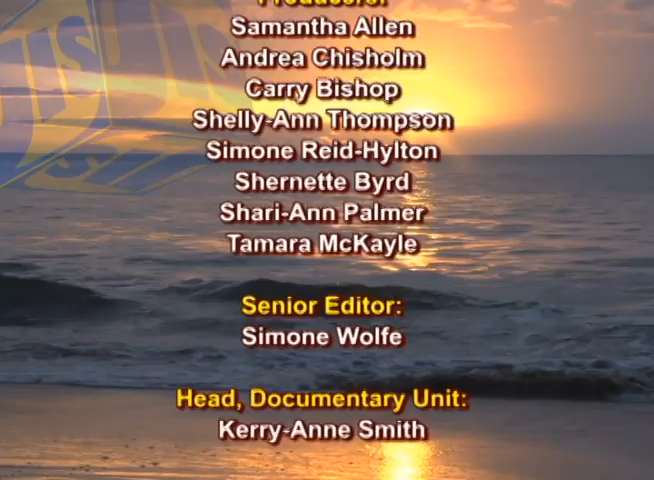 Producers:
Samantha Allen
Andrea Chisholm
Carry Bishop
Shelly-Ann Thompson
Simone Reid-Hylton
Shernette Byrd
Shari-Ann Palmer
Tamara McKayle
Senior Editor:
Simone Wolfe
Head, Documentary Unit:
Kerry-Anne Smith